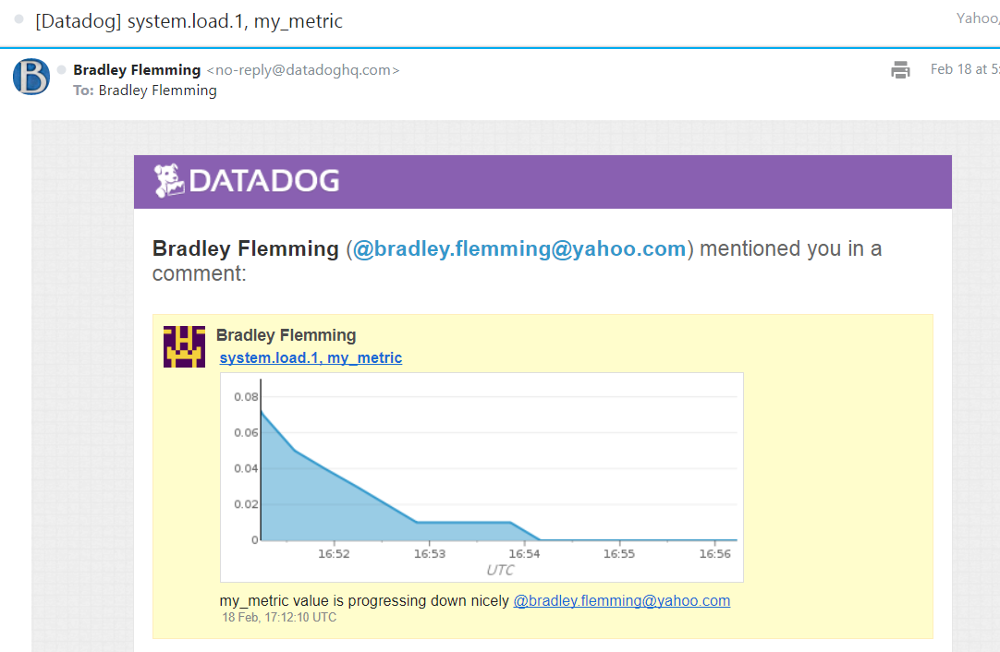 [Datadog] system.load.1, my_metric
Yahoo,
B
Bradley Flemming <no-reply@datadoghq.com>
Feb 18 at 5:
To: Bradley Flemming
DATADOG
Bradley Flemming (@bradley.flemming@yahoo.com) mentioned you in a
comment:
Bradley Flemming
system.load.1, my_metric
0.08
0.06
0.04
0.02
0
16:52 16:53 16:54 16:55 16:56
UTC
my_metric value is progressing down nicely @bradley.flemming@yahoo.com
18 Feb, 17:12:10 UTC